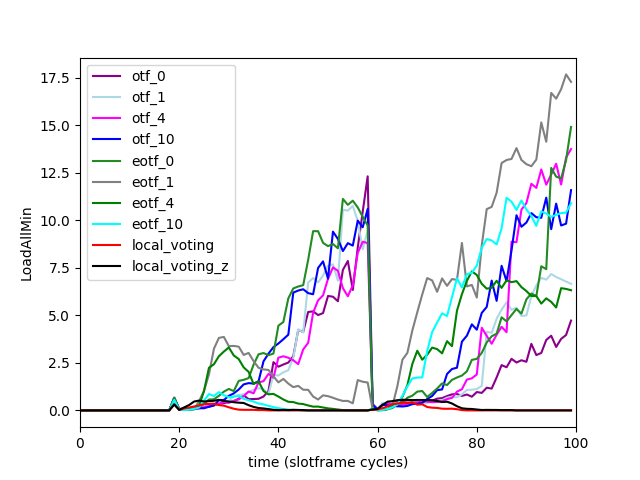 17.5
15.0
12.5
10.0
7.5
5.0
2.5
0.0
LoadAllMin
otf_0
otf_1
otf_4
otf_10
eotf_0
eotf_1
eotf_4
eotf_10
local_voting
local_voting_z
0 20 40 60 80 100
time (slotframe cycles)